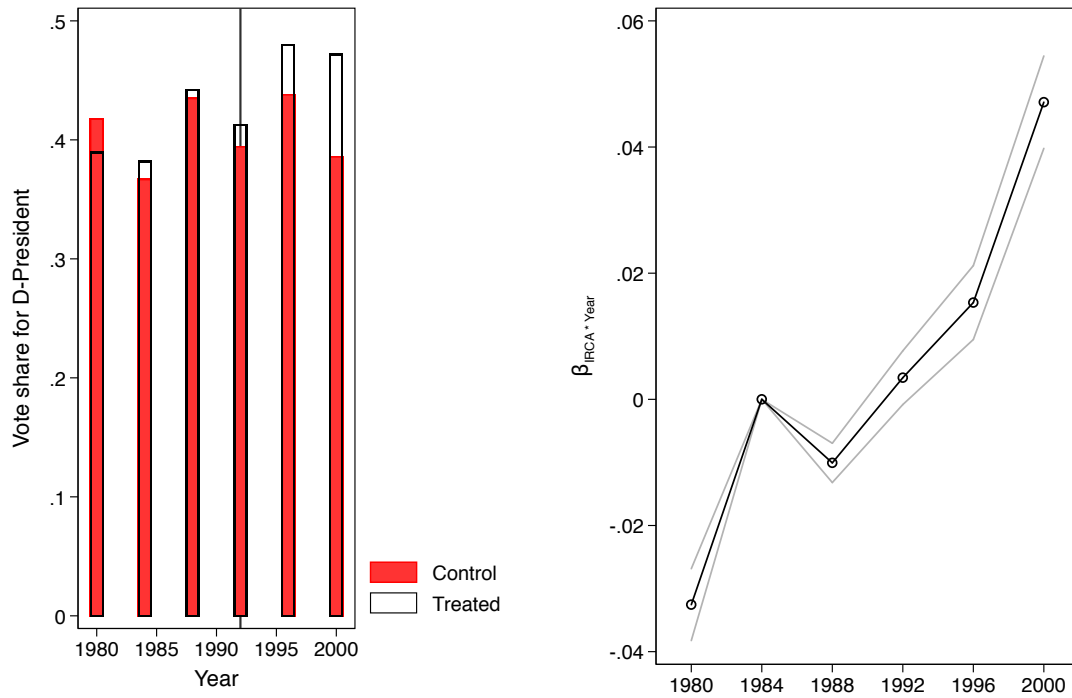 Vote share for D-President
.5
.4
.3
.2
.1
0
1980 1985 1990 1995 2000
Year
Control
Treated
β IRCA * Year
.06
.04
.02
0
-.02
-.04
1980 1984 1988 1992 1996 2000